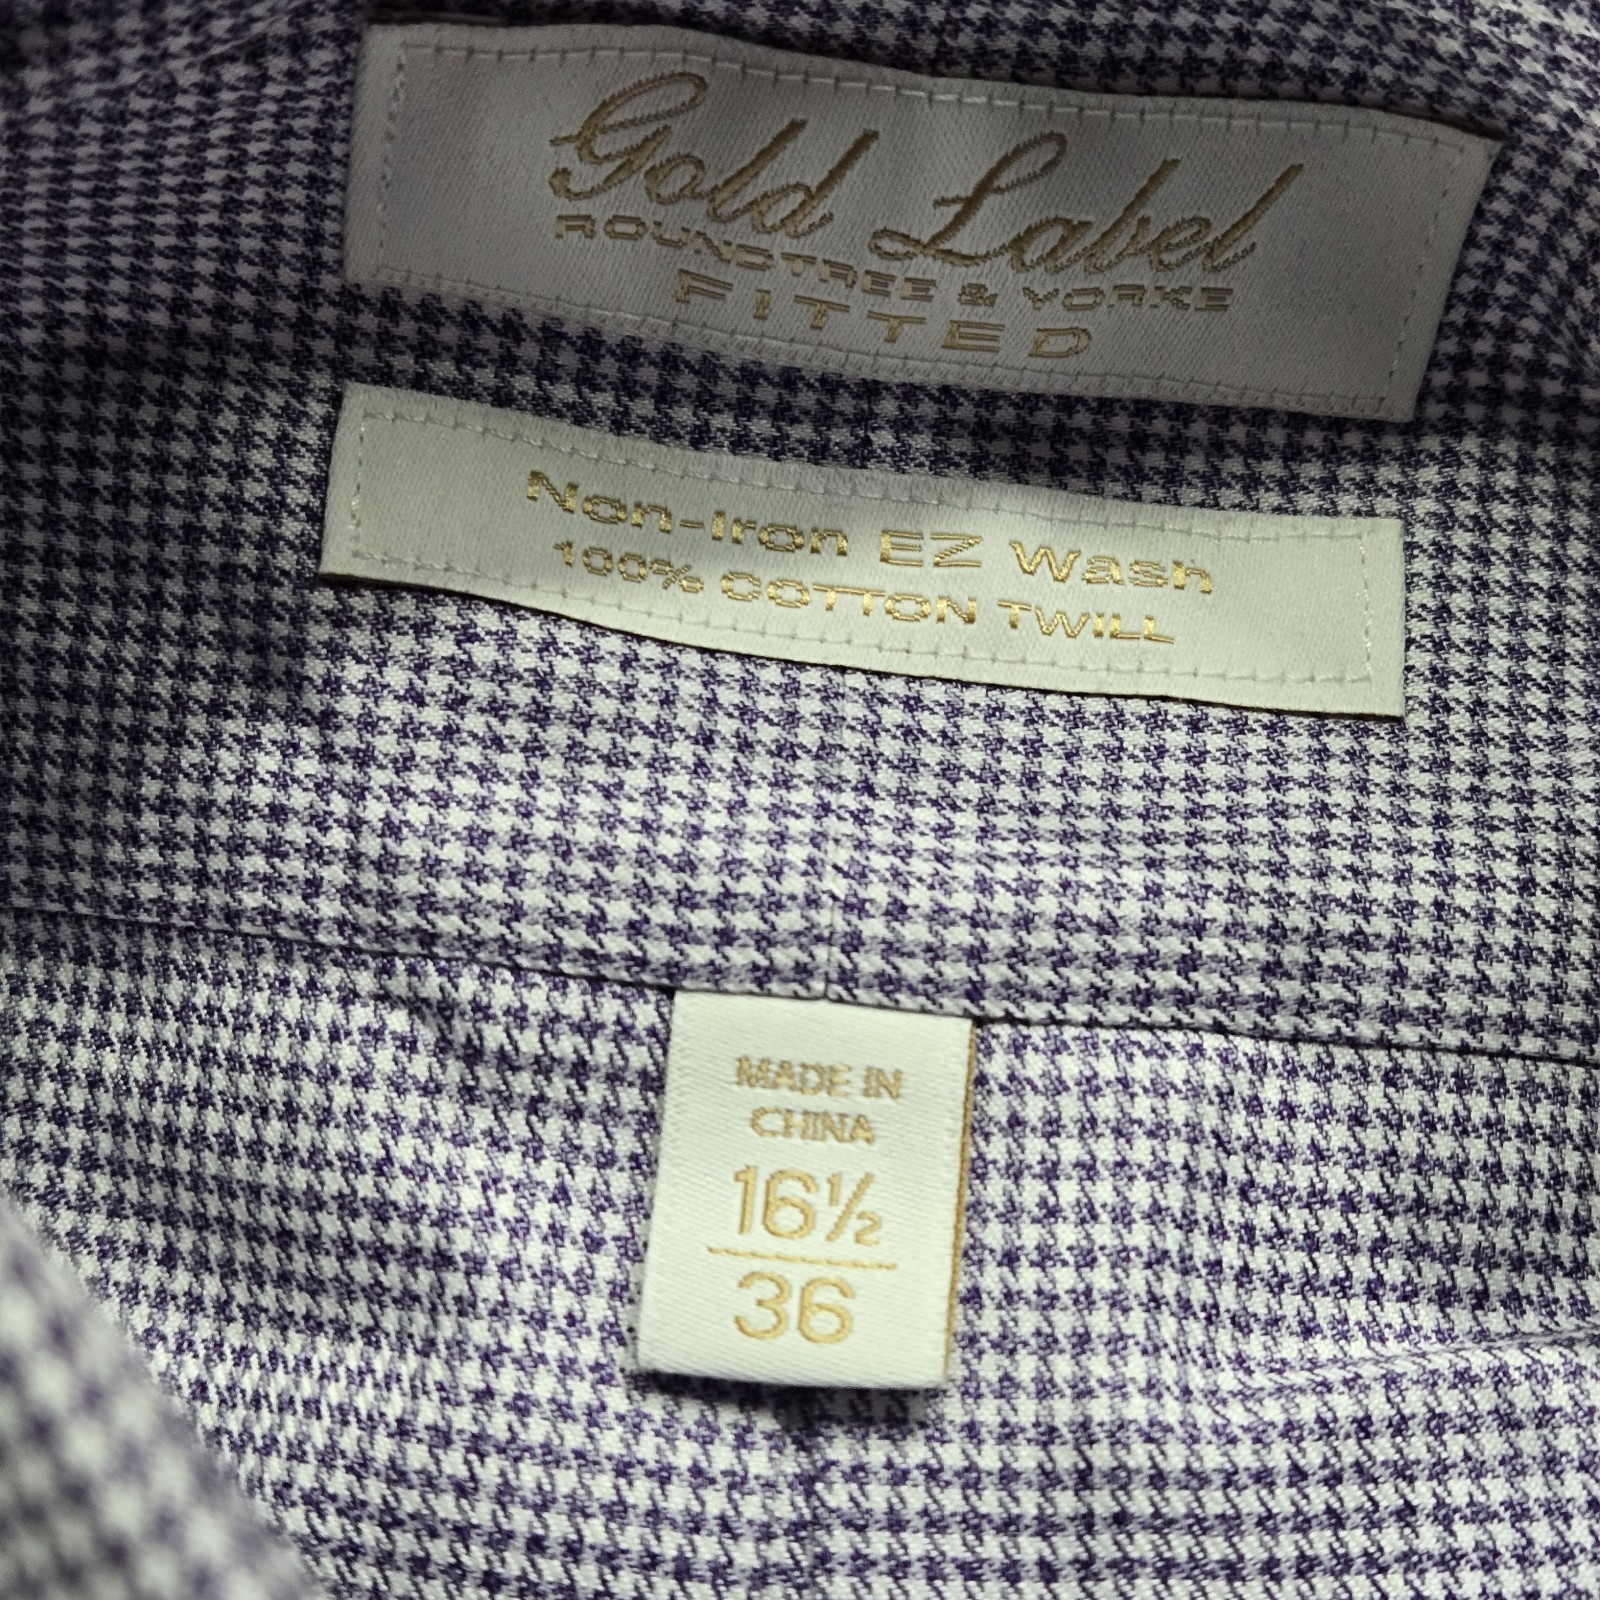 Gold Label
ROUNDTREE & YORKE
FITTED
Non-Iron EZ Wash
100% COTTON TWILL
MADE IN
CHINA
16½
36